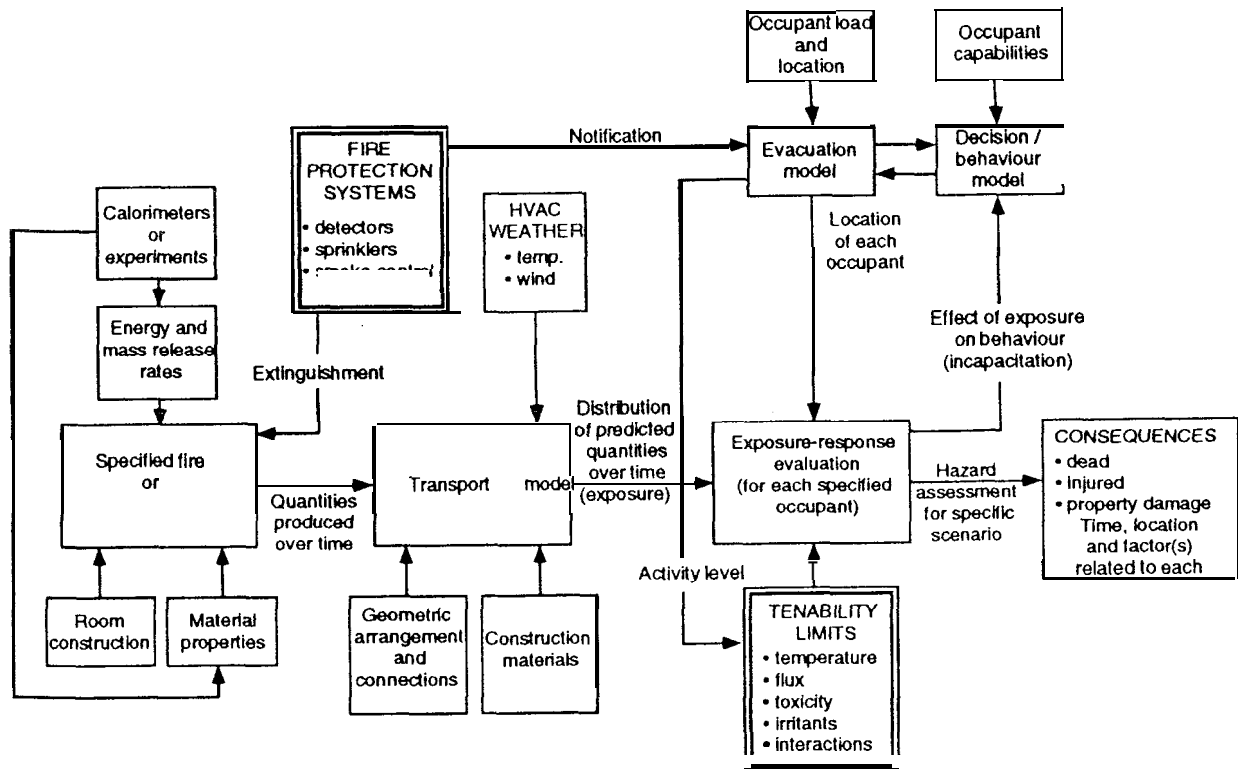 Occupant load
and
location
Occupant
capabilities
FIRE
PROTECTION
SYSTEMS
• detectors
• sprinklers
Notification
Evacuation
model
Decision /
behaviour
model
Calorimeters
or
experiments
HVAC
WEATHER
• temp.
• wind
Location
of each
occupant
Energy and
mass release
rates
Extinguishment
Effect of exposure
on behaviour
(incapacitation)
Specified fire
or
Quantities
produced
over time
Transport model
Distribution
of predicted
quantities
over time
(exposure)
Exposure-response
evaluation
(for each specified
occupant)
Hazard
assessment
for specific
scenario
CONSEQUENCES
• dead
• injured
• property damage
Time, location
and factor(s)
related to each
Room
construction
Material
properties
Geometric
arrangement
and
connections
Construction
materials
Activity level
TENABILITY
LIMITS
• temperature
• flux
• toxicity
• irritants
• interactions